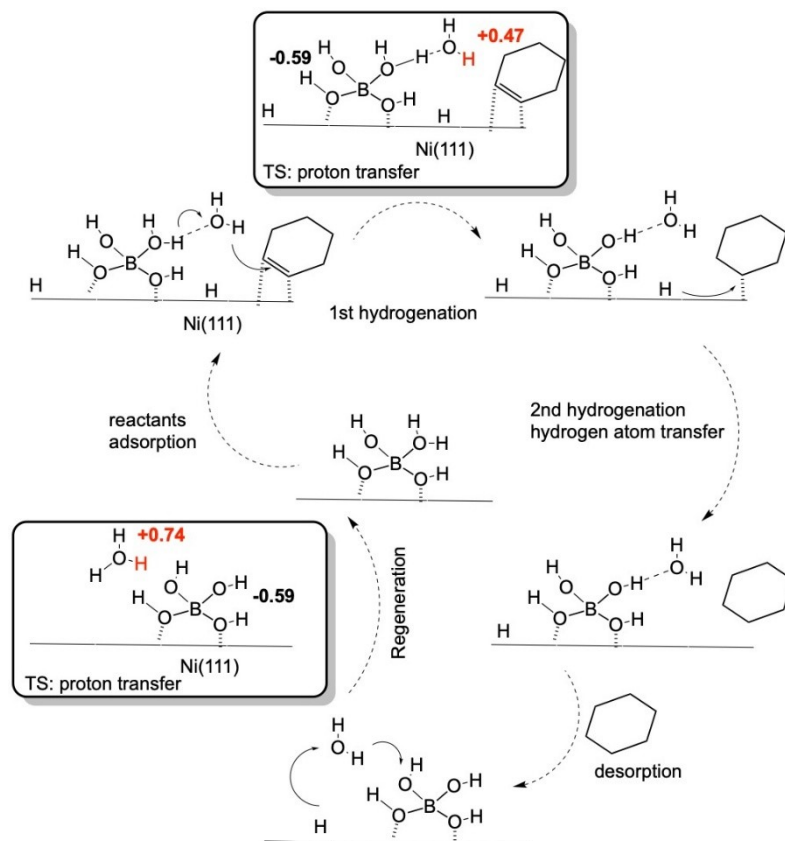 H H H
-0.59 +0.47
O O H O H
H B
O O H
H H
Ni(111)
TS: proton transfer
H H H
O O H O H
H B
O O H
H H
Ni(111)
1st hydrogenation
H H H
O O H O H
H B
O O H
H
H
reactants
adsorption
2nd hydrogenation
hydrogen atom transfer
H H
O O H
H B
O O H
+0.74
H
O H
H H
O O H
-0.59
H B
O O H
Ni(111)
TS: proton transfer
Regeneration
H H H
O O H O H
H B
O O H
H
desorption
H
O H
H
O O H
H B
O O H
H